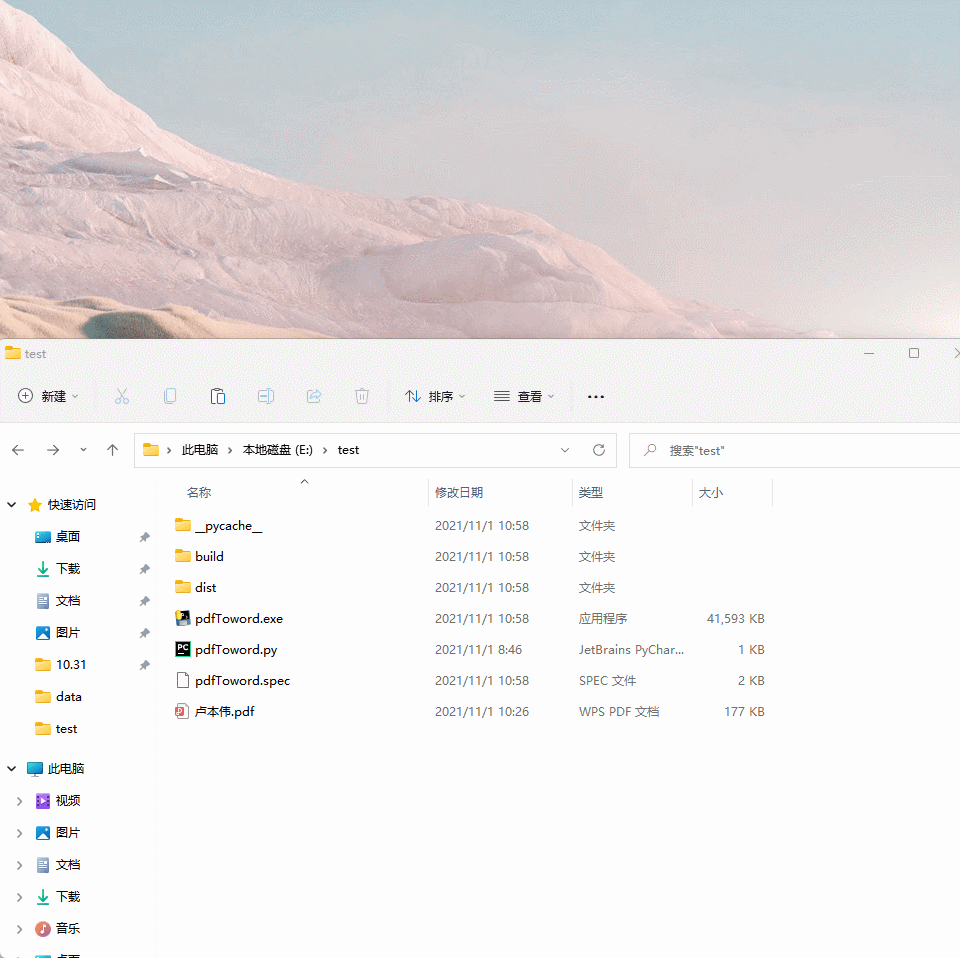 test
新建
排序
查看
此电脑 本地磁盘 (E:) test
搜索"test"
名称 修改日期 类型 大小
__pycache__ 2021/11/1 10:58 文件夹
build 2021/11/1 10:58 文件夹
dist 2021/11/1 10:58 文件夹
pdfToword.exe 2021/11/1 10:58 应用程序 41,593 KB
pdfToword.py 2021/11/1 8:46 JetBrains PyChar... 1 KB
pdfToword.spec 2021/11/1 10:58 SPEC 文件 2 KB
卢本伟.pdf 2021/11/1 10:26 WPS PDF 文档 177 KB
快速访问
桌面
下载
文档
图片
10.31
data
test
此电脑
视频
图片
文档
下载
音乐